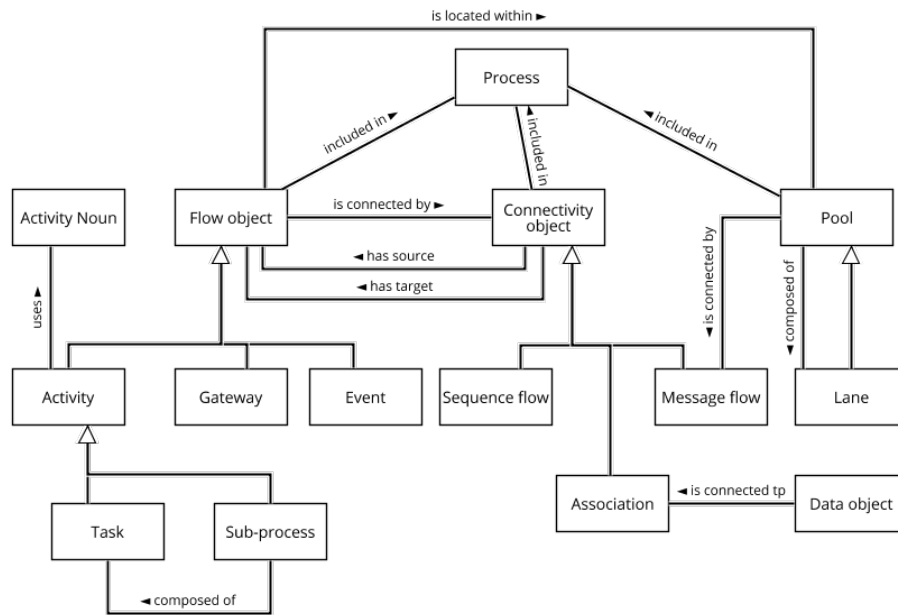 is located within ►
Process
included in ►
► included in
◄ included in
Activity Noun
Flow object
is connected by ►
Connectivity
object
Pool
◄ has source
◄ has target
uses ►
◄ is connected by
◄ composed of
Activity
Gateway
Event
Sequence flow
Message flow
Lane
Task
Sub-process
Association
◄ is connected tp
Data object
◄ composed of